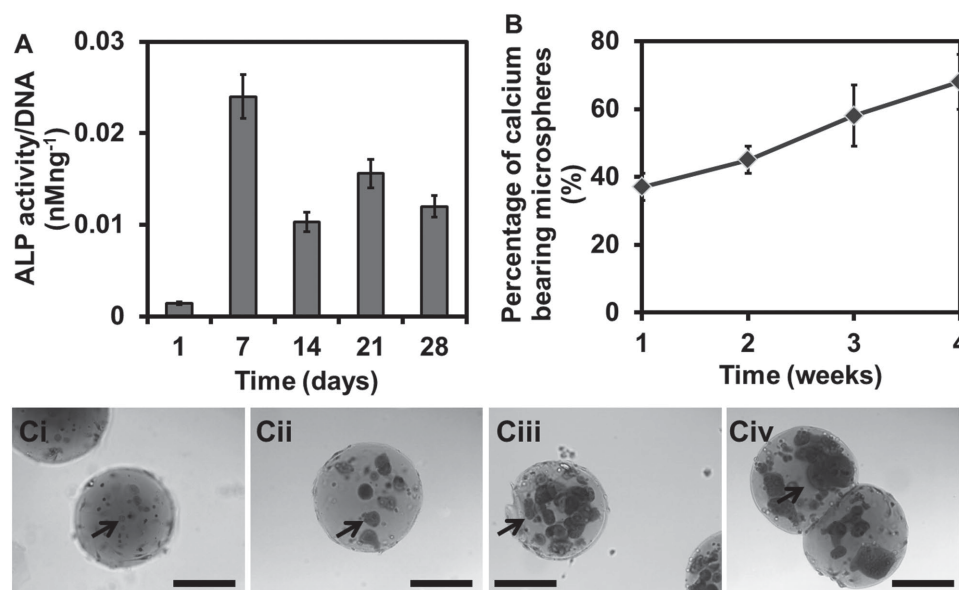 A
ALP activity/DNA
(nMng-1)
0.03
0.02
0.01
0
1 7 14 21 28
Time (days)
B
Percentage of calcium
bearing microspheres
(%)
80
60
40
20
0
1 2 3 4
Time (weeks)
Ci Cii Ciii Civ